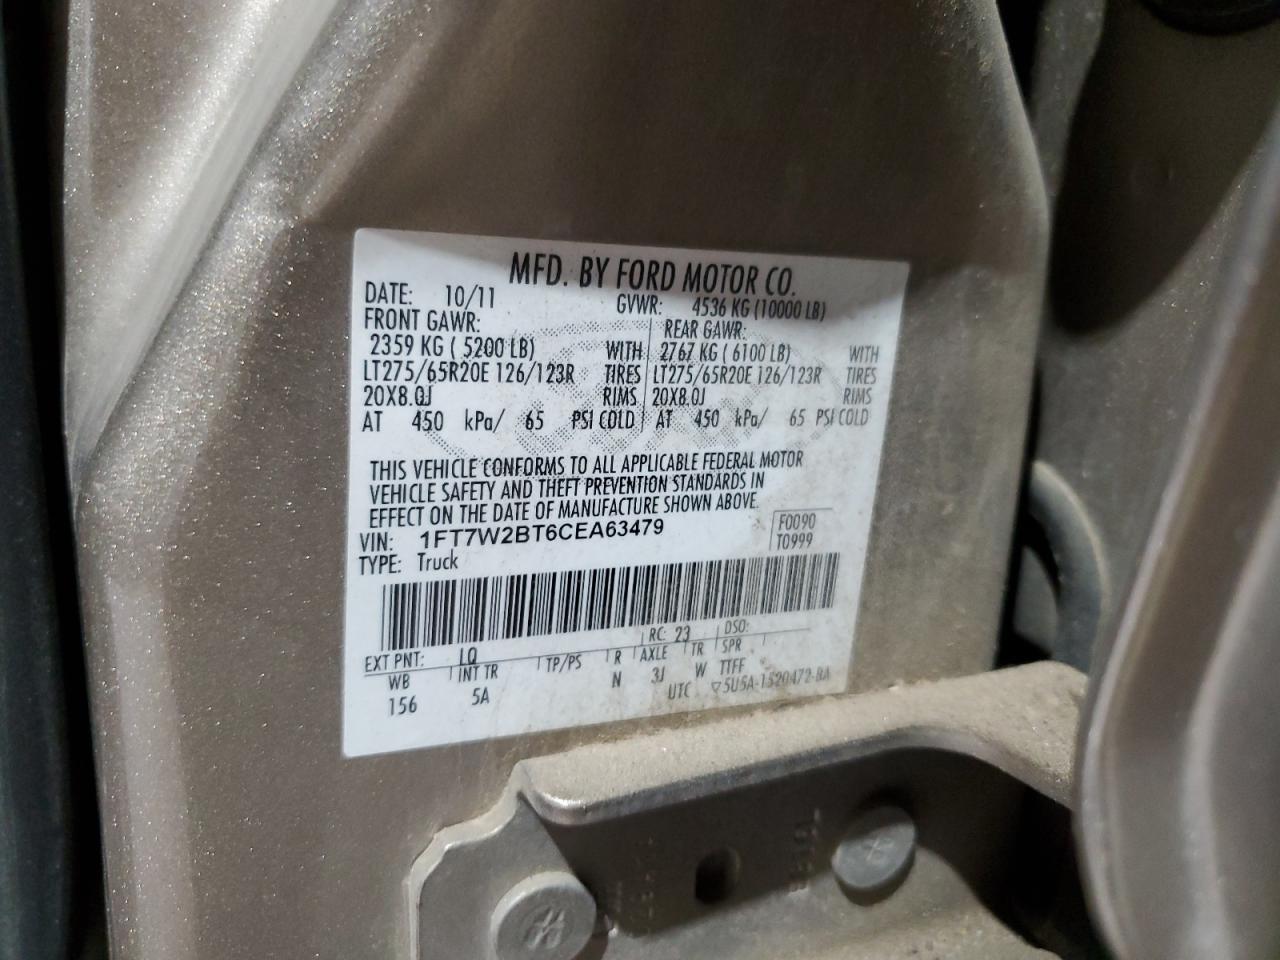 MFD. BY FORD MOTOR CO.
DATE: 10/11 GVWR: 4536 KG (10000 LB)
FRONT GAWR: REAR GAWR:
2359 KG ( 5200 LB) WITH 2767 KG ( 6100 LB) WITH
LT275/65R20E 126/123R TIRES LT275/65R20E 126/123R TIRES
20X8.0J RIMS 20X8.0J RIMS
AT 450 kPa/ 65 PSI COLD AT 450 kPa/ 65 PSI COLD
THIS VEHICLE CONFORMS TO ALL APPLICABLE FEDERAL MOTOR
VEHICLE SAFETY AND THEFT PREVENTION STANDARDS IN
EFFECT ON THE DATE OF MANUFACTURE SHOWN ABOVE.
VIN: 1FT7W2BT6CEA63479 F0090
TYPE: Truck T0999
EXT PNT: LQ RC: 23 DSO:
WB INT TR TP/PS R AXLE TR SPR
156 5A N 3J W TTFF
UTC ▽5U5A-1520472-BA